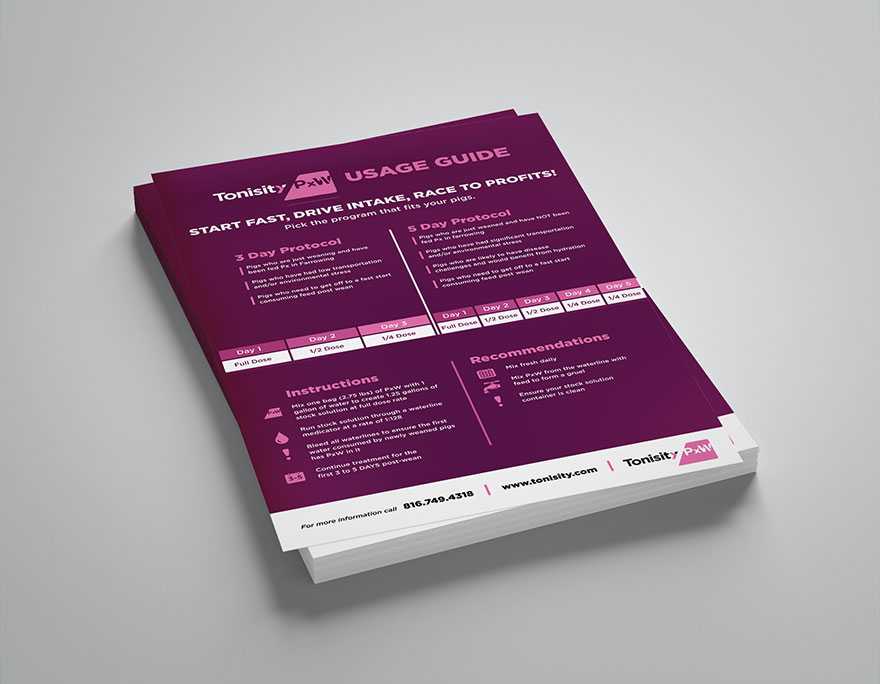 Tonisity PxW USAGE GUIDE
START FAST, DRIVE INTAKE, RACE TO PROFITS!
Pick the program that fits your pigs.
3 Day Protocol
Pigs who are just weaning and have
been fed Px in Farrowing
Pigs who have had low transportation
and/or environmental stress
Pigs who need to get off to a fast start
consuming feed post wean
5 Day Protocol
Pigs who are just weaned and have NOT been
fed Px in farrowing
Pigs who have had significant transportation
and/or environmental stress
Pigs who are likely to have disease
challenges and would benefit from hydration
Pigs who need to get off to a fast start
consuming feed post wean
Day 1 Day 2 Day 3
Full Dose 1/2 Dose 1/4 Dose
Day 1 Day 2 Day 3 Day 4 Day 5
Full Dose 1/2 Dose 1/2 Dose 1/4 Dose 1/4 Dose
Instructions
Mix one bag (2.75 lbs) of PxW with 1
gallon of water to create 1.25 gallons of
stock solution at full dose rate
Run stock solution through a waterline
medicator at a rate of 1:128
Bleed all waterlines to ensure the first
water consumed by newly weaned pigs
has PxW in it
3-5
Continue treatment for the
first 3 to 5 DAYS post-wean
Recommendations
Mix fresh daily
Mix PxW from the waterline with
feed to form a gruel
Ensure your stock solution
container is clean
For more information call 816.749.4318 | www.tonisity.com | Tonisity PxW